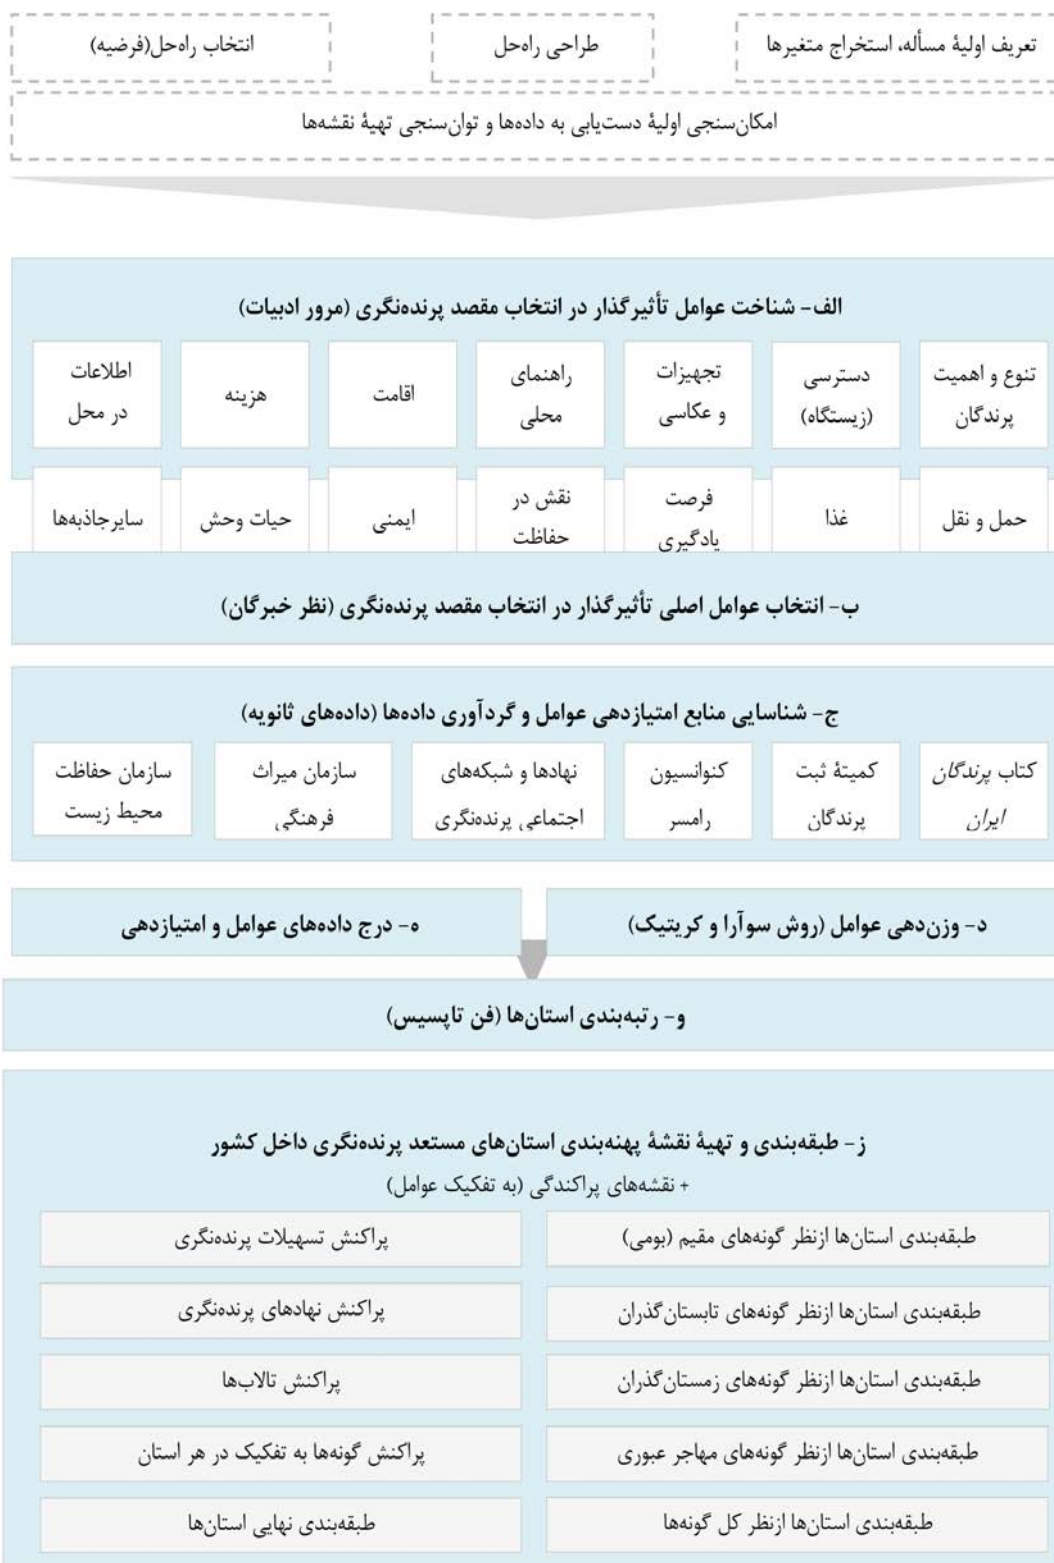 تعریف اولیهٔ مسأله، استخراج متغیرها
طراحی راه‌حل
انتخاب راه‌حل(فرضیه)
امکان‌سنجی اولیهٔ دست‌یابی به داده‌ها و توان‌سنجی تهیهٔ نقشه‌ها
الف- شناخت عوامل تأثیرگذار در انتخاب مقصد پرنده‌نگری (مرور ادبیات)
تنوع و اهمیت
پرندگان
دسترسی
(زیستگاه)
تجهیزات
و عکاسی
راهنمای
محلی
اقامت
هزینه
اطلاعات
در محل
حمل و نقل
غذا
فرصت
یادگیری
نقش در
حفاظت
ایمنی
حیات وحش
سایرجاذبه‌ها
ب- انتخاب عوامل اصلی تأثیرگذار در انتخاب مقصد پرنده‌نگری (نظر خبرگان)
ج- شناسایی منابع امتیازدهی عوامل و گردآوری داده‌ها (داده‌های ثانویه)
کتاب پرندگان
ایران
کمیتهٔ ثبت
پرندگان
کنوانسیون
رامسر
نهادها و شبکه‌های
اجتماعی پرنده‌نگری
سازمان میراث
فرهنگی
سازمان حفاظت
محیط زیست
د- وزن‌دهی عوامل (روش سوآرا و کریتیک)
ه- درج داده‌های عوامل و امتیازدهی
و- رتبه‌بندی استان‌ها (فن تاپسیس)
ز- طبقه‌بندی و تهیهٔ نقشهٔ پهنه‌بندی استان‌های مستعد پرنده‌نگری داخل کشور
+ نقشه‌های پراکندگی (به تفکیک عوامل)
طبقه‌بندی استان‌ها ازنظر گونه‌های مقیم (بومی)
پراکنش تسهیلات پرنده‌نگری
طبقه‌بندی استان‌ها ازنظر گونه‌های تابستان‌گذران
پراکنش نهادهای پرنده‌نگری
طبقه‌بندی استان‌ها ازنظر گونه‌های زمستان‌گذران
پراکنش تالاب‌ها
طبقه‌بندی استان‌ها ازنظر گونه‌های مهاجر عبوری
پراکنش گونه‌ها به تفکیک در هر استان
طبقه‌بندی استان‌ها ازنظر کل گونه‌ها
طبقه‌بندی نهایی استان‌ها